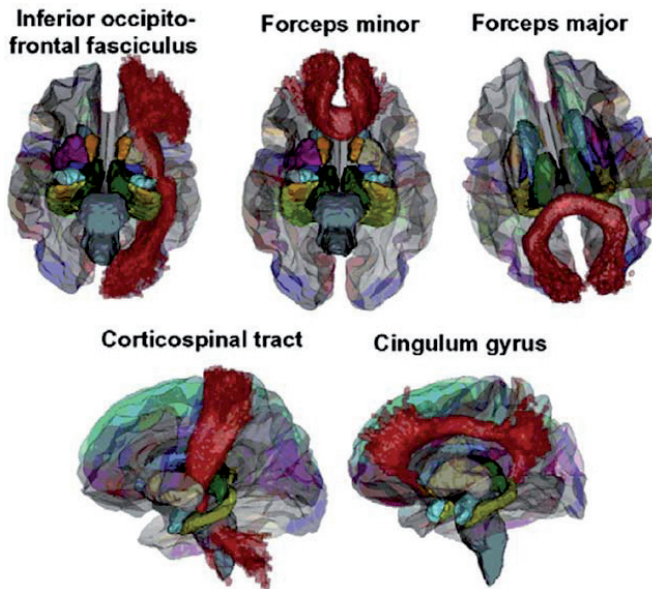 Inferior occipito-
frontal fasciculus
Forceps minor
Forceps major
Corticospinal tract
Cingulum gyrus